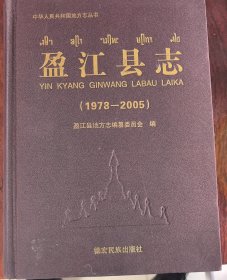 中华人民共和国地方志丛书
盈江县志
YIN KYANG GINWANG LABAU LAIKA
(1978—2005)
盈江县地方志编纂委员会 编
德宏民族出版社